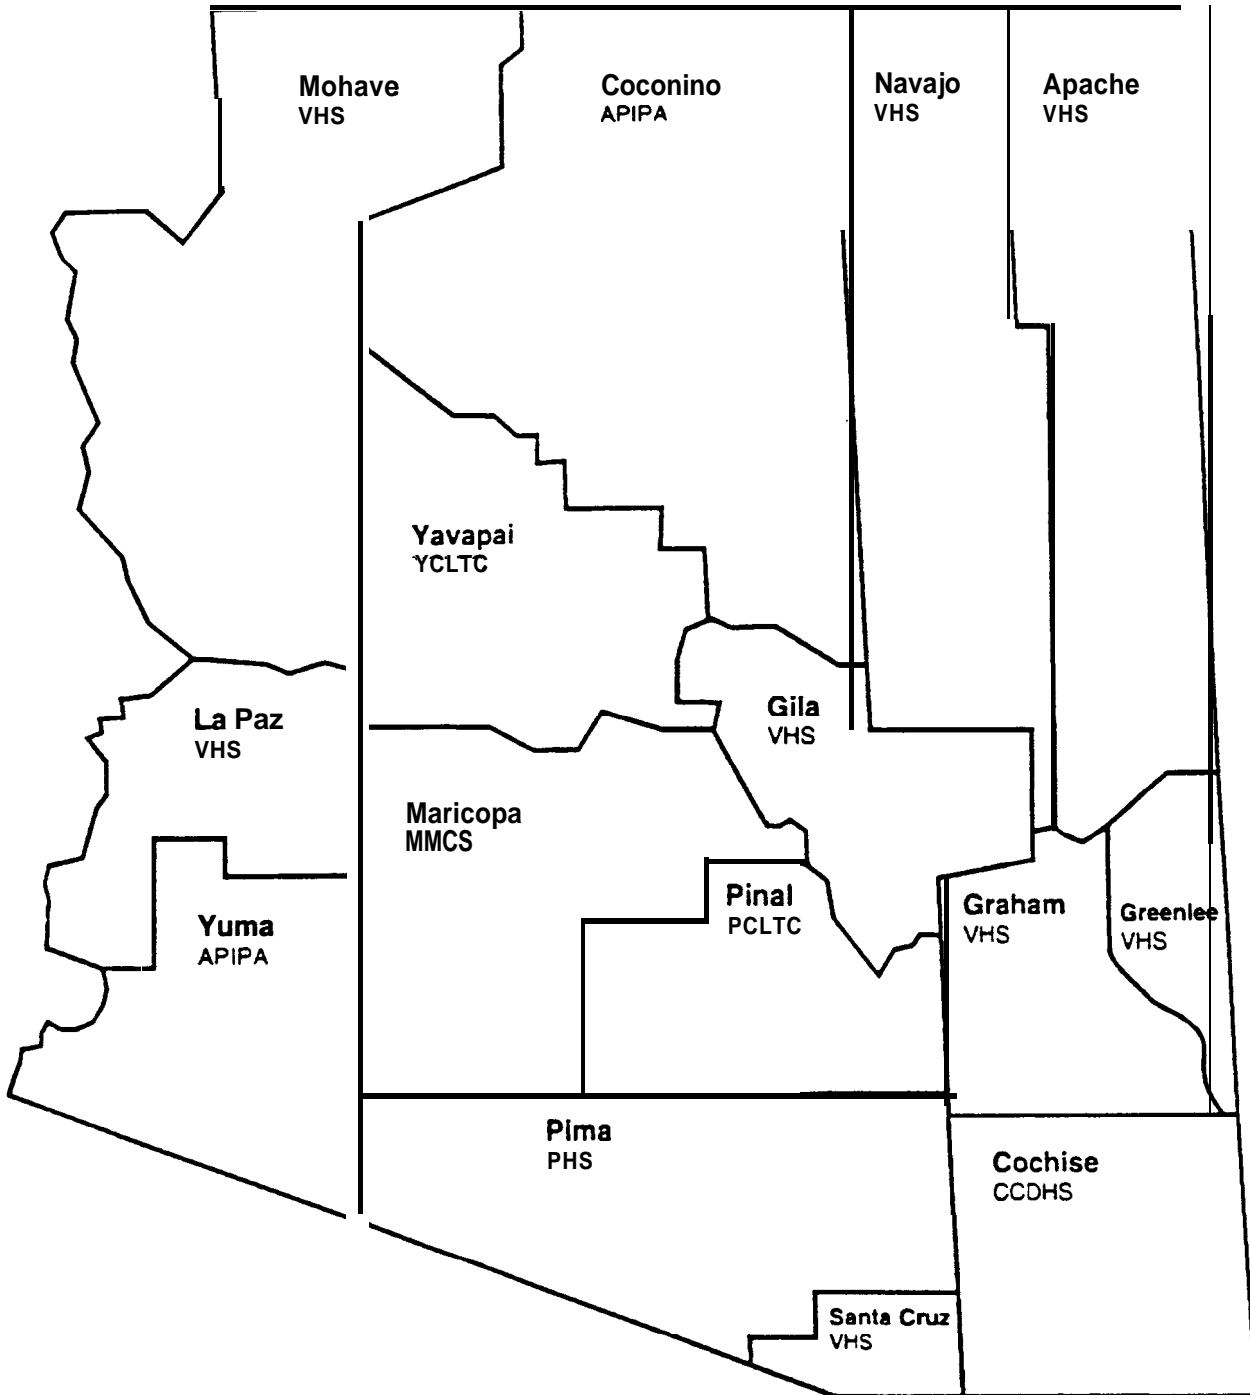 Mohave
VHS
Coconino
APIPA
Navajo
VHS
Apache
VHS
Yavapai
YCLTC
La Paz
VHS
Gila
VHS
Maricopa
MMCS
Pinal
PCLTC
Graham
VHS
Greenlee
VHS
Yuma
APIPA
Pima
PHS
Cochise
CCDHS
Santa Cruz
VHS